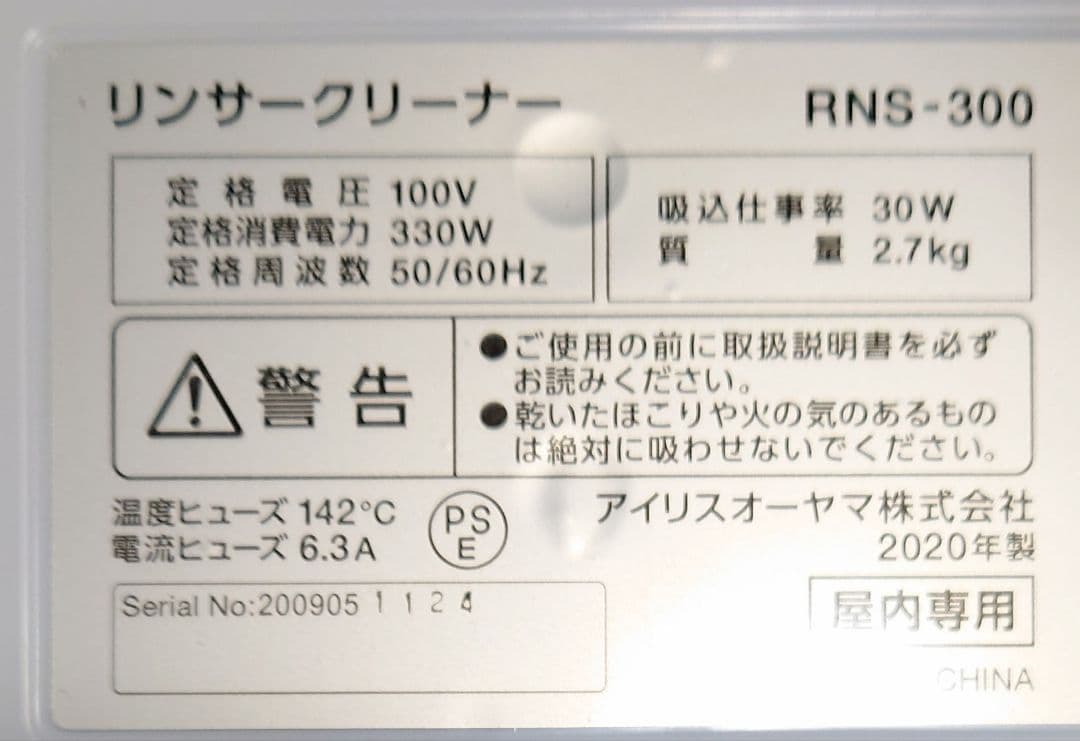 リンサークリーナー RNS-300
定格電圧 100V
定格消費電力 330W
定格周波数 50/60Hz
吸込仕事率 30W
質量 2.7kg
警告
●ご使用の前に取扱説明書を必ず
お読みください。
●乾いたほこりや火の気のあるもの
は絶対に吸わせないでください。
温度ヒューズ 142°C
電流ヒューズ 6.3A
PS
E
アイリスオーヤマ株式会社
2020年製
Serial No:200905 1124
屋内専用
CHINA